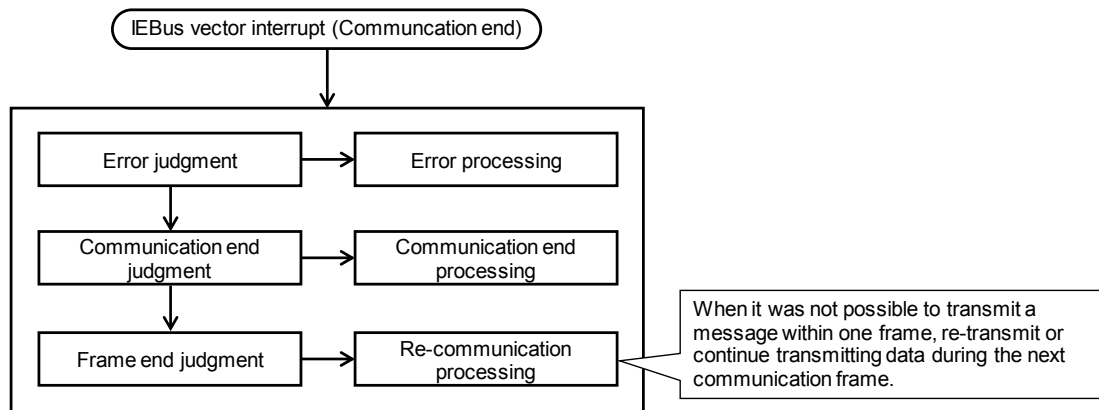 IEBus vector interrupt (Communcation end)
Error judgment
Error processing
Communication end
judgment
Communication end
processing
Frame end judgment
Re-communication
processing
When it was not possible to transmit a
message within one frame, re-transmit or
continue transmitting data during the next
communication frame.